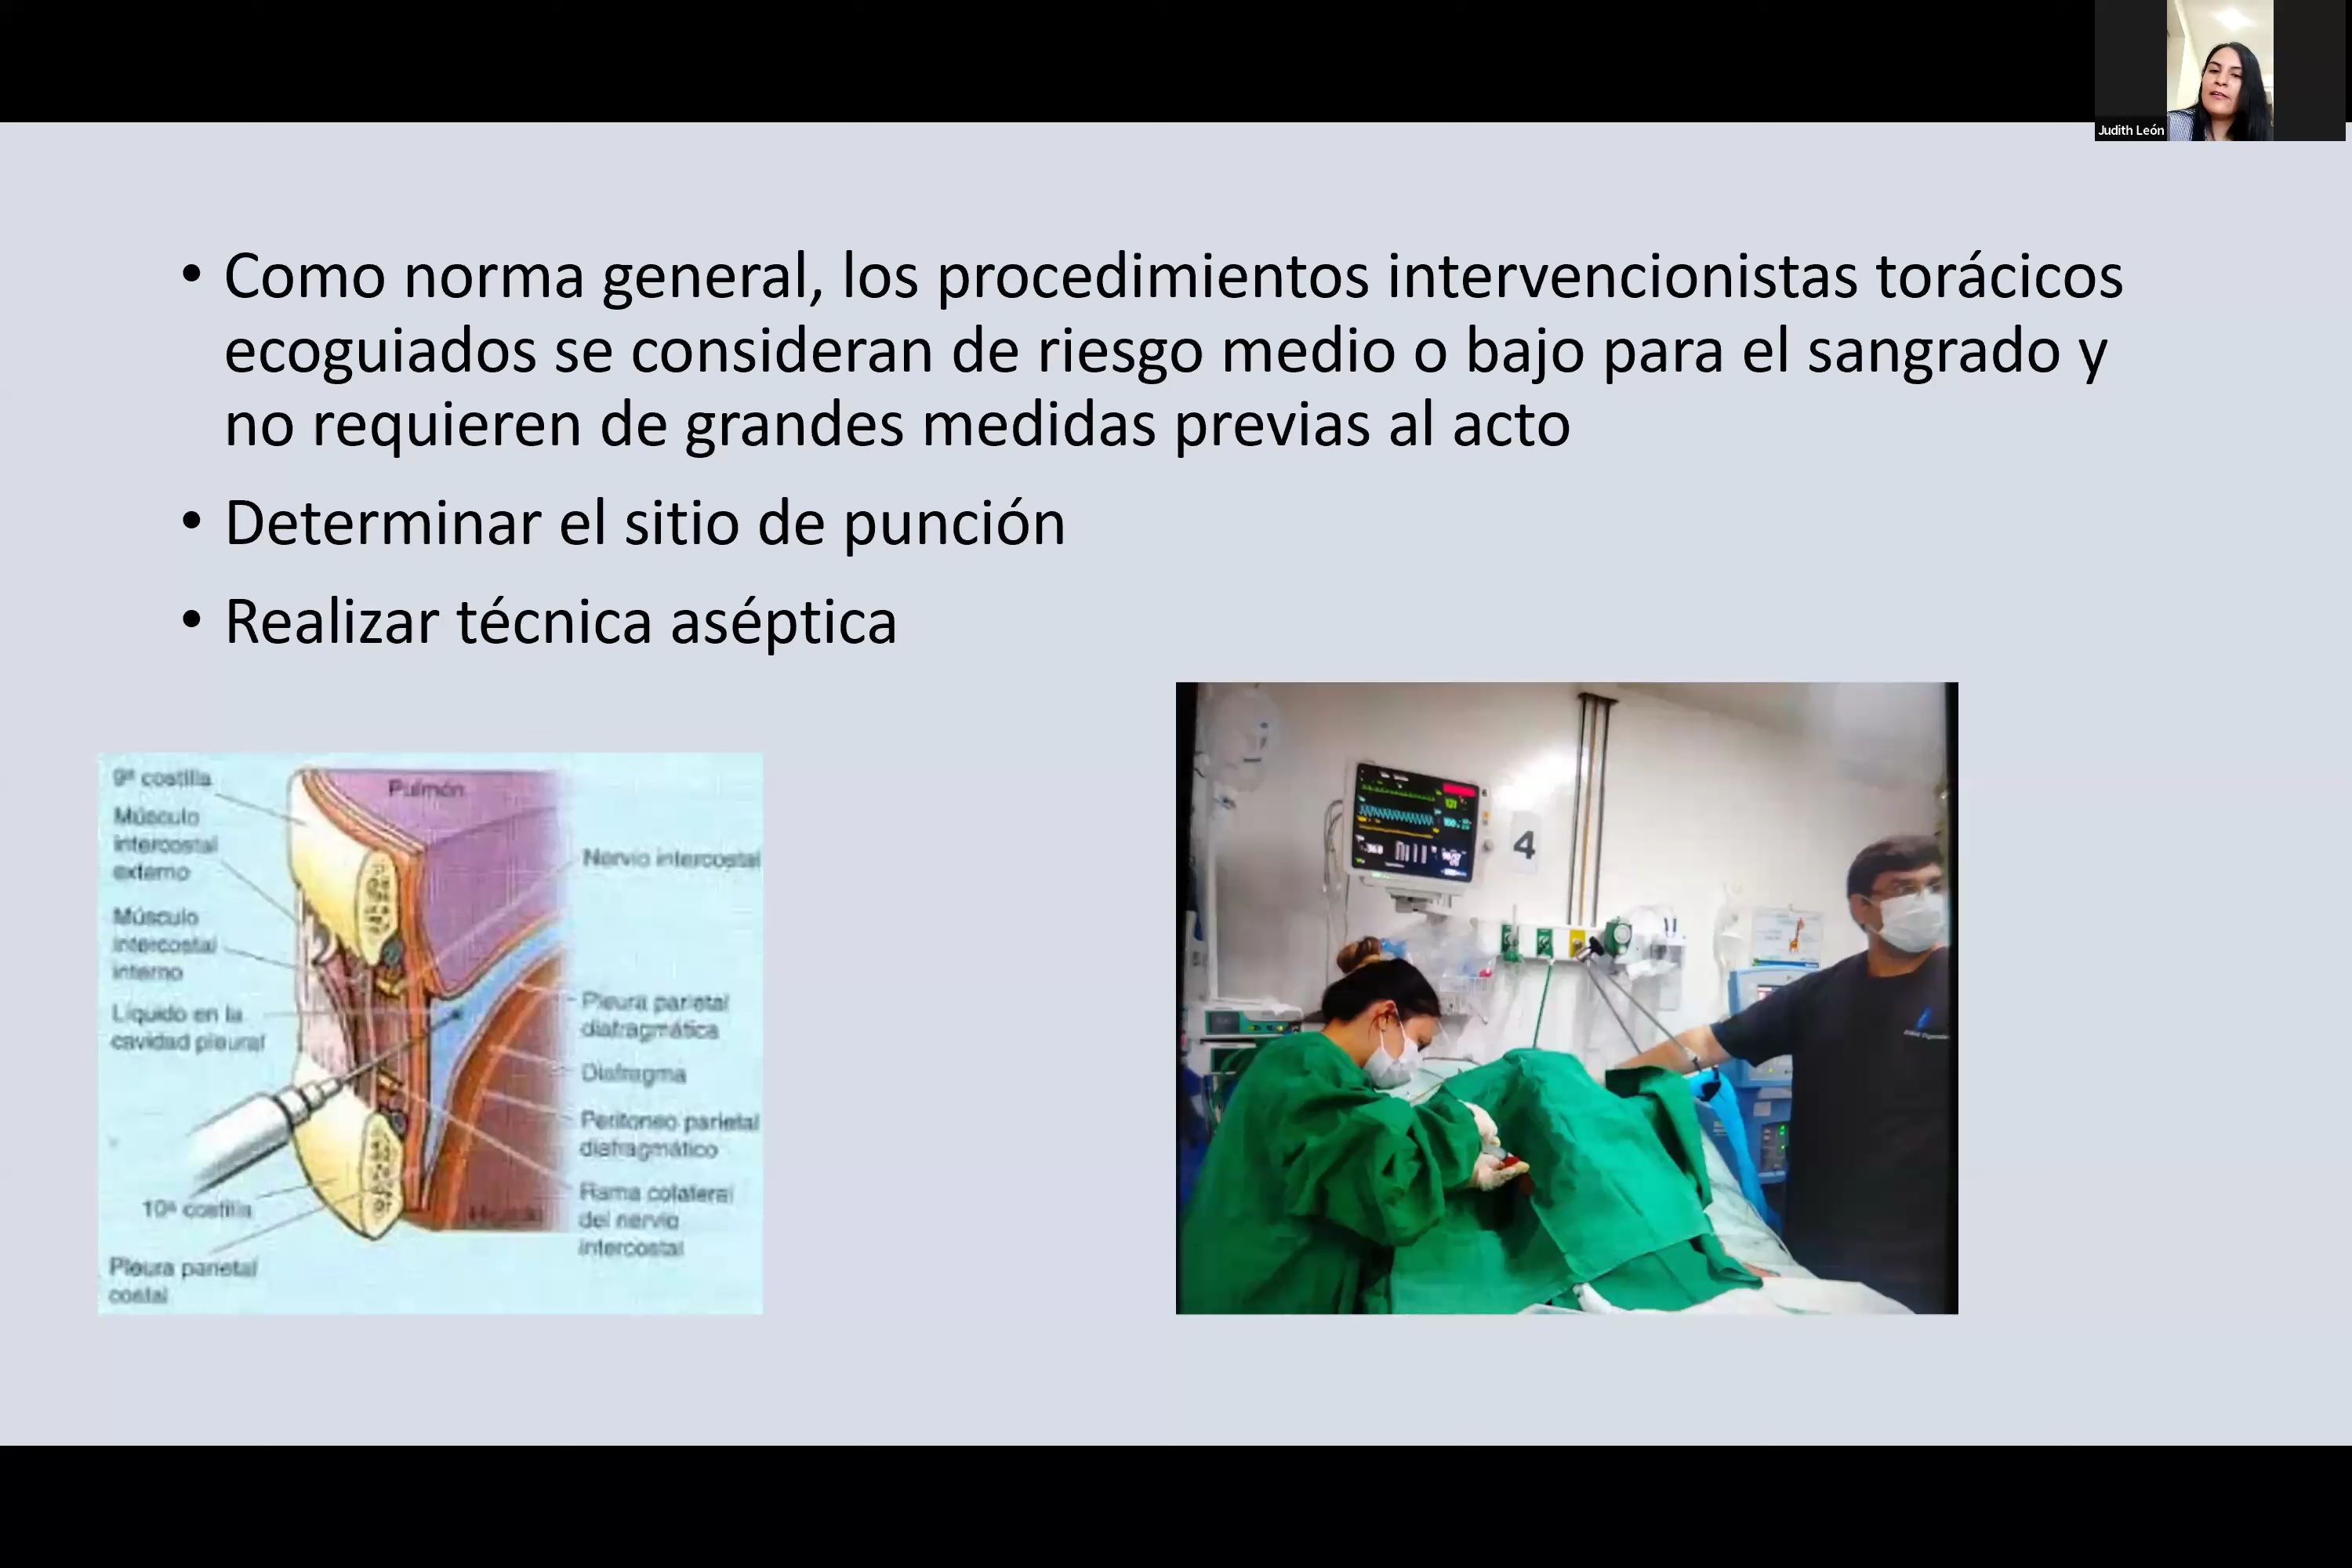 Judith León
• Como norma general, los procedimientos intervencionistas torácicos
ecoguiados se consideran de riesgo medio o bajo para el sangrado y
no requieren de grandes medidas previas al acto
• Determinar el sitio de punción
• Realizar técnica aséptica
9ª costilla
Músculo
intercostal
externo
Músculo
intercostal
interno
Líquido en la
cavidad pleural
10ª costilla
Pleura parietal
costal
Pulmón
Nervio intercostal
Pleura parietal
diafragmática
Diafragma
Peritoneo parietal
diafragmático
Rama colateral
del nervio
intercostal
4